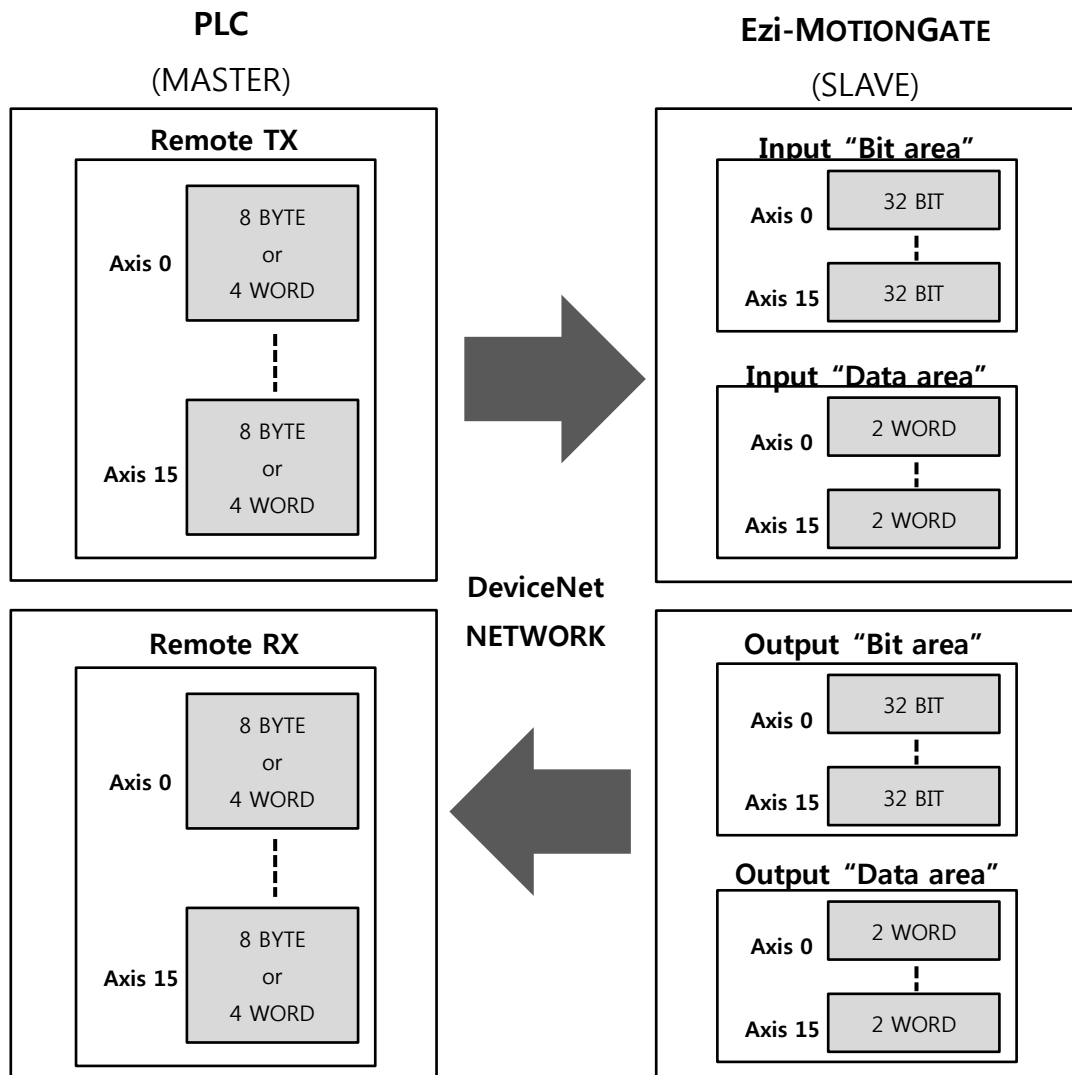 PLC
(MASTER)
Remote TX
Axis 0
8 BYTE
or
4 WORD
Axis 15
8 BYTE
or
4 WORD
Ezi-MOTIONGATE
(SLAVE)
Input “Bit area”
Axis 0
32 BIT
Axis 15
32 BIT
Input “Data area”
Axis 0
2 WORD
Axis 15
2 WORD
DeviceNet
NETWORK
Remote RX
Axis 0
8 BYTE
or
4 WORD
Axis 15
8 BYTE
or
4 WORD
Output “Bit area”
Axis 0
32 BIT
Axis 15
32 BIT
Output “Data area”
Axis 0
2 WORD
Axis 15
2 WORD